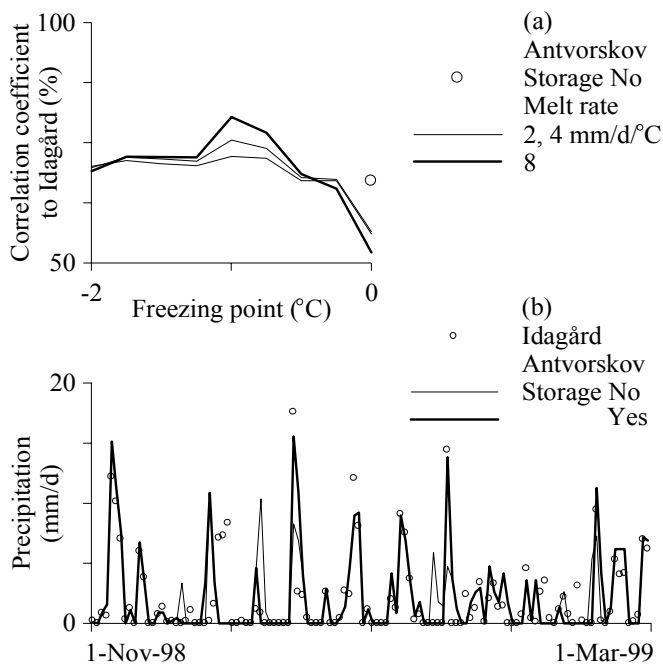 100
Correlation coefficient
to Idagård (%)
50
-2
Freezing point (°C)
0
(a)
Antvorskov
Storage No
Melt rate
2, 4 mm/d/°C
8
(b)
Idagård
Antvorskov
Storage No
Yes
20
Precipitation
(mm/d)
0
1-Nov-98
1-Mar-99